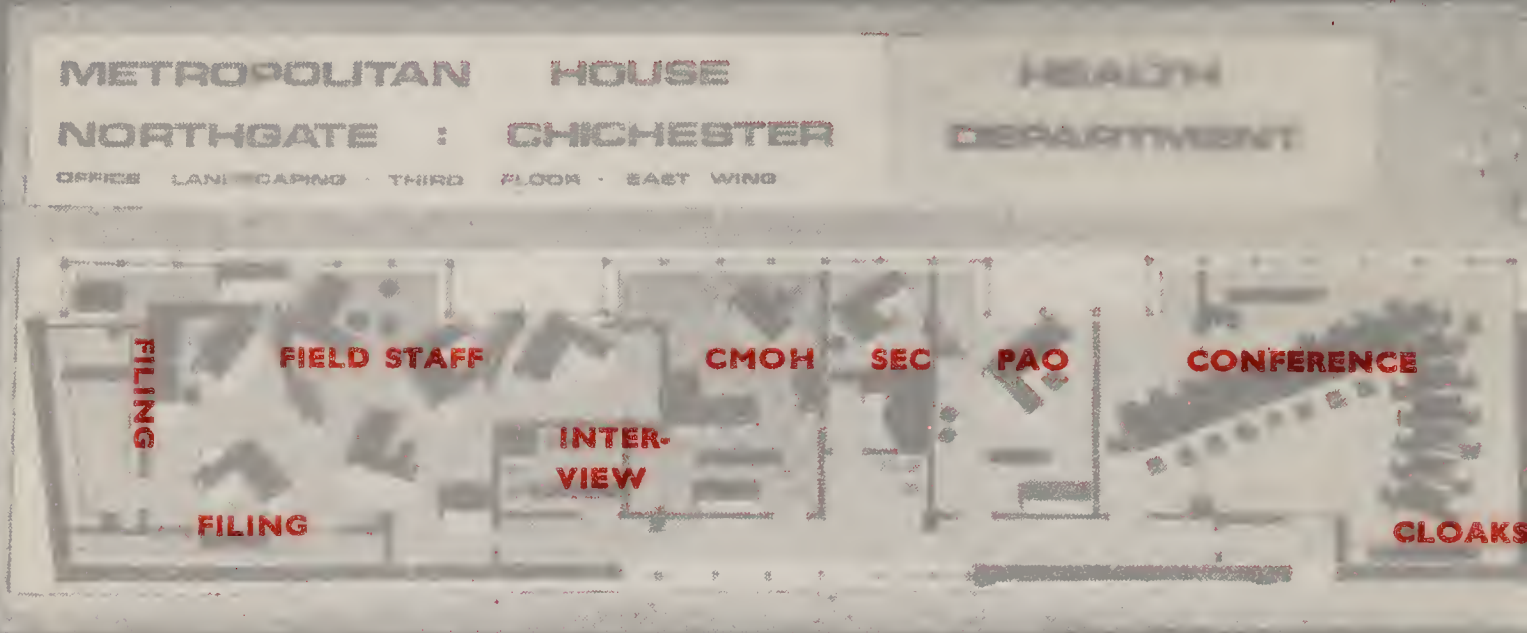 METROPOLITAN HOUSE
NORTHGATE : CHICHESTER
OFFICE LANDSCAPING · THIRD FLOOR · EAST WING
HEALTH
DEPARTMENT
FILING
FIELD STAFF
CMOH
SEC
PAO
CONFERENCE
INTER-
VIEW
FILING
CLOAKS